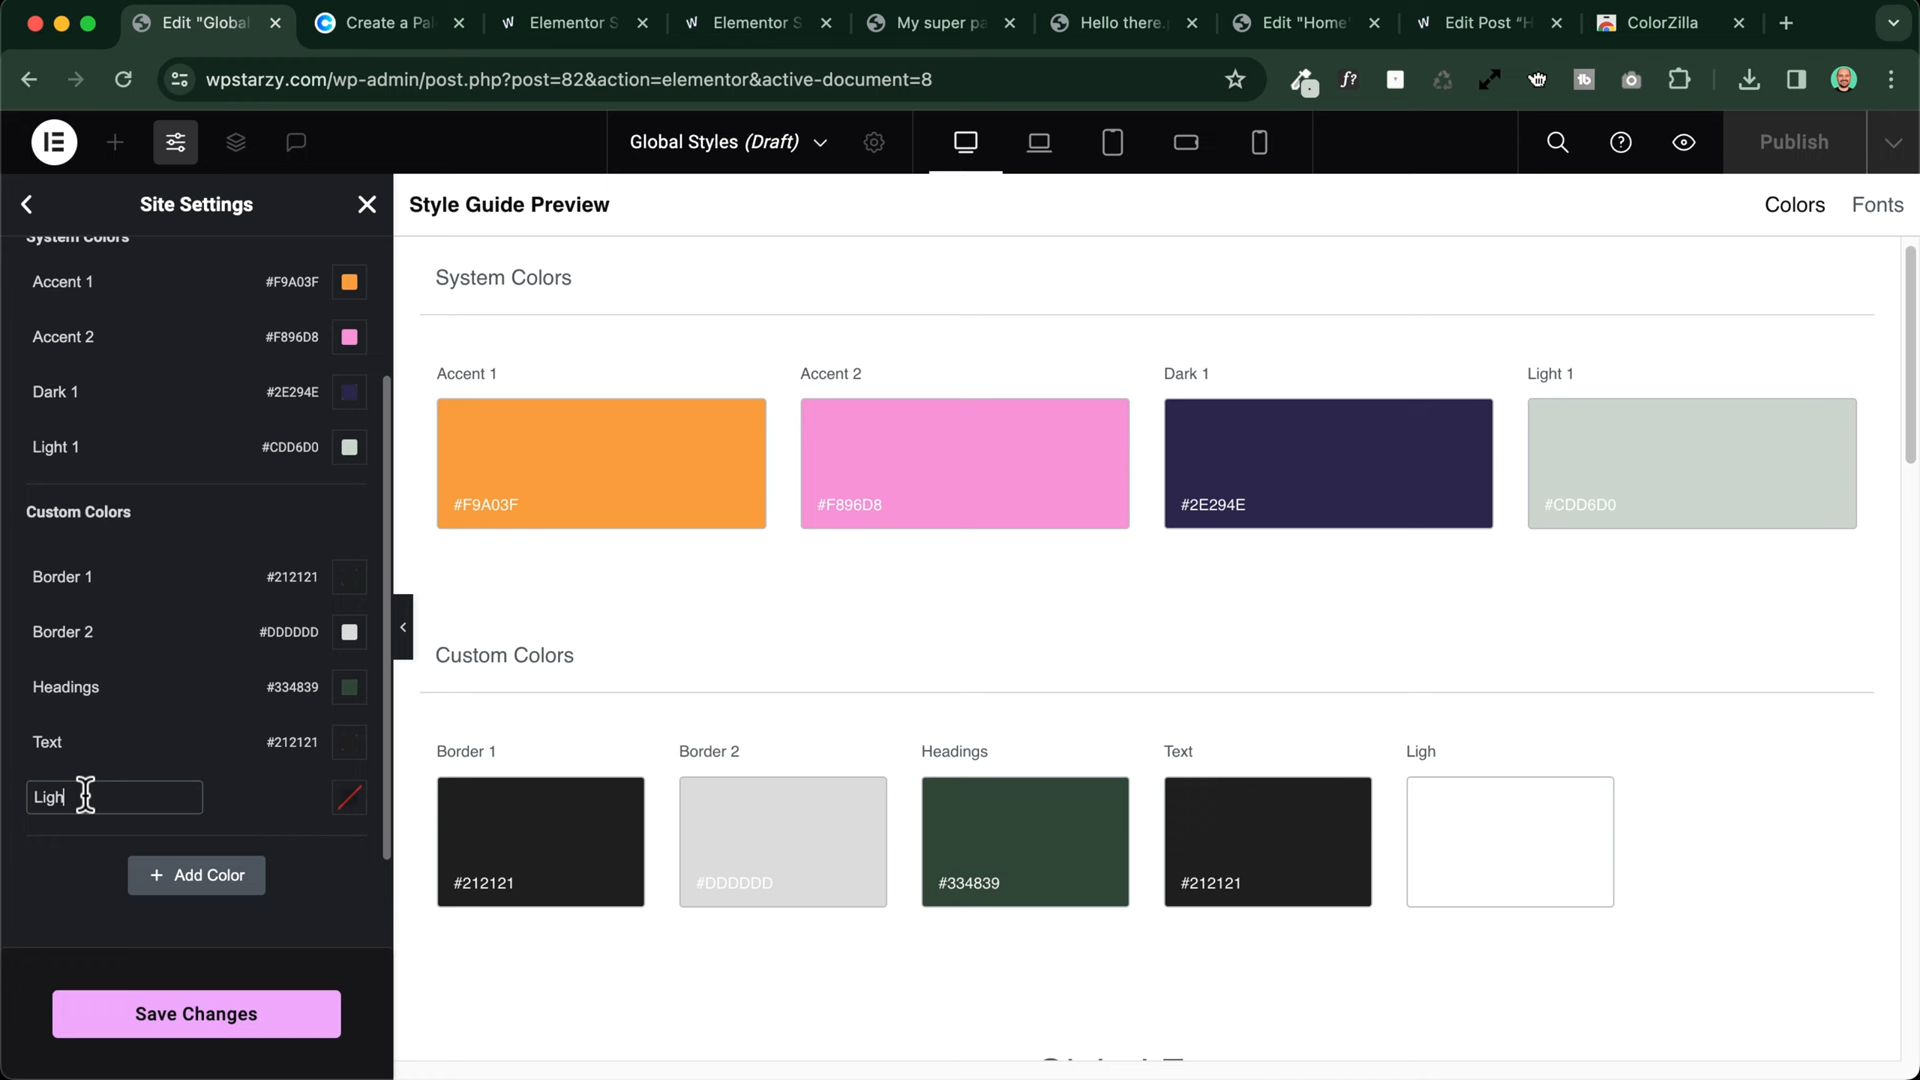 Edit "Global
Create a Pal
Elementor S
Elementor S
My super pa
Hello there.
Edit "Home
Edit Post “H
ColorZilla
wpstarzy.com/wp-admin/post.php?post=82&action=elementor&active-document=8
Global Styles (Draft)
Publish
Site Settings
Style Guide Preview
Colors
Fonts
System Colors
Accent 1
#F9A03F
Accent 2
#F896D8
Dark 1
#2E294E
Light 1
#CDD6D0
Custom Colors
Border 1
#212121
Border 2
#DDDDDD
Headings
#334839
Text
#212121
Ligh
+ Add Color
Save Changes
System Colors
Accent 1
Accent 2
Dark 1
Light 1
#F9A03F
#F896D8
#2E294E
#CDD6D0
Custom Colors
Border 1
Border 2
Headings
Text
Ligh
#212121
#DDDDDD
#334839
#212121